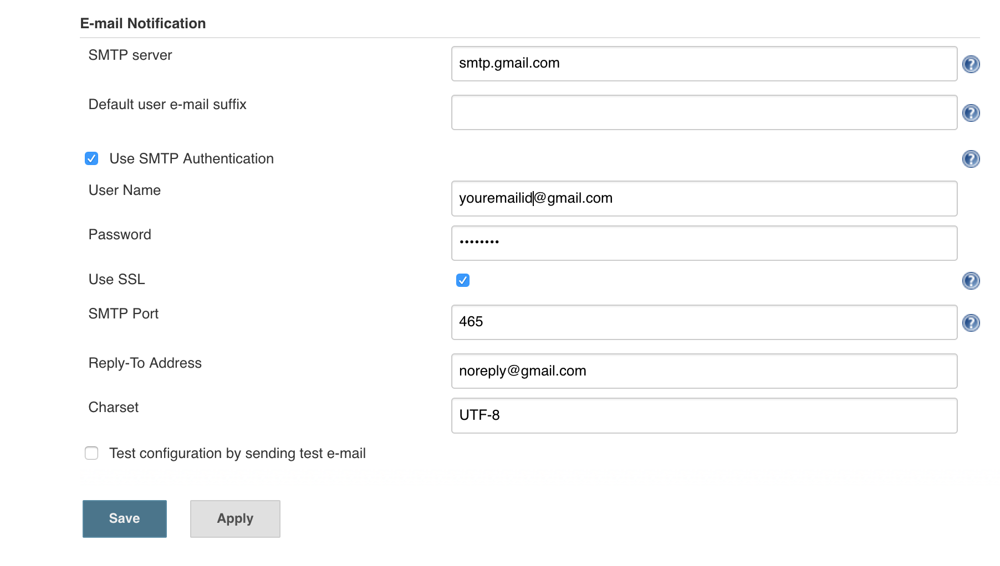 E-mail Notification
SMTP server
smtp.gmail.com
?
Default user e-mail suffix
?
Use SMTP Authentication
?
User Name
youremailid@gmail.com
Password
••••••••
Use SSL
?
SMTP Port
465
?
Reply-To Address
noreply@gmail.com
Charset
UTF-8
Test configuration by sending test e-mail
Save
Apply